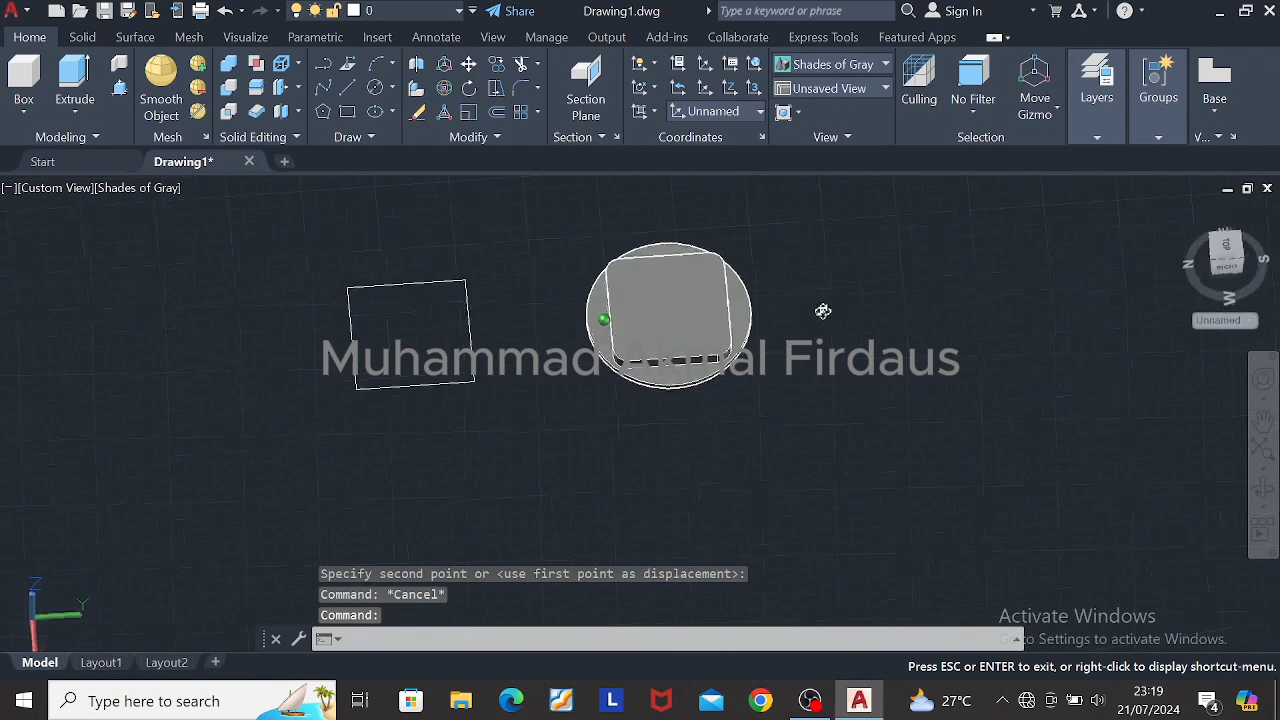 0
Share
Drawing1.dwg
Type a keyword or phrase
Sign In
Home
Solid
Surface
Mesh
Visualize
Parametric
Insert
Annotate
View
Manage
Output
Add-ins
Collaborate
Express Tools
Featured Apps
Box
Extrude
Smooth
Object
Section
Plane
Shades of Gray
Unsaved View
Unnamed
Culling
No Filter
Move
Gizmo
Layers
Groups
Base
Modeling
Mesh
Solid Editing
Draw
Modify
Section
Coordinates
View
Selection
V...
Start
Drawing1*
[−][Custom View][Shades of Gray]
TOP
RIGHT
N
S
W
Unnamed
Muhammad Akmal Firdaus
Z
Y
Specify second point or <use first point as displacement>:
Command: *Cancel*
Command:
Activate Windows
Go to Settings to activate Windows.
Model
Layout1
Layout2
Press ESC or ENTER to exit, or right-click to display shortcut-menu.
Type here to search
L
A
27°C
23:19
21/07/2024
4